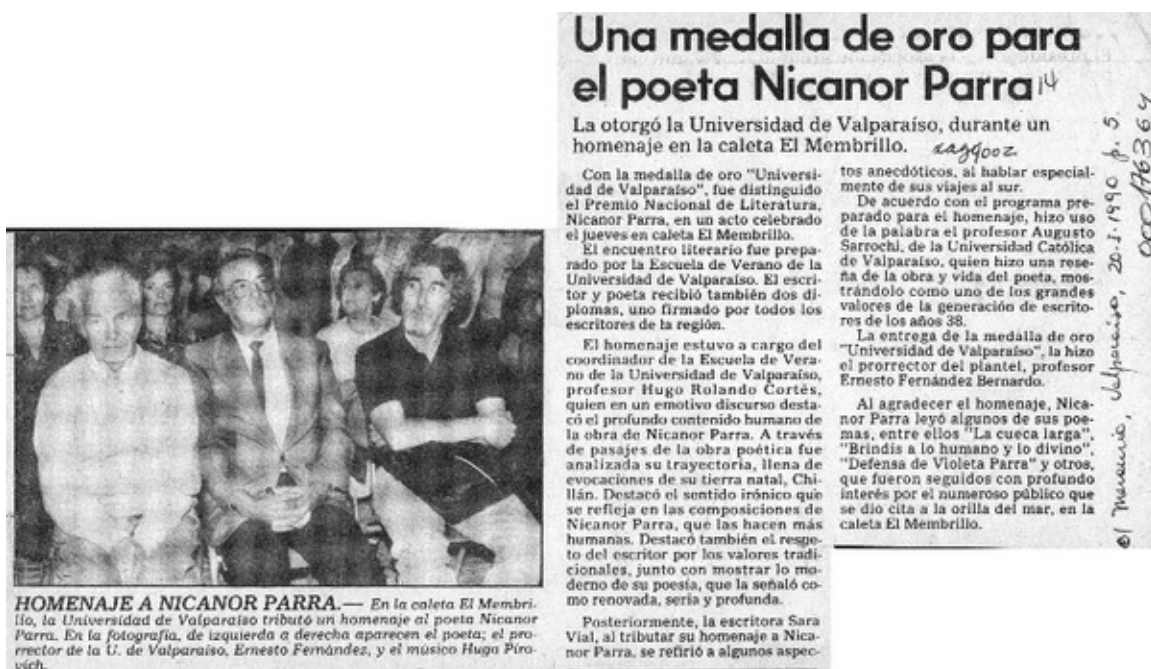 Una medalla de oro para
el poeta Nicanor Parra 14
La otorgó la Universidad de Valparaíso, durante un
homenaje en la caleta El Membrillo.
Con la medalla de oro "Universi-
dad de Valparaíso", fue distinguido
el Premio Nacional de Literatura,
Nicanor Parra, en un acto celebrado
el jueves en caleta El Membrillo.
El encuentro literario fue prepa-
rado por la Escuela de Verano de la
Universidad de Valparaíso. El escri-
tor y poeta recibió también dos di-
plomas, uno firmado por todos los
escritores de la región.
El homenaje estuvo a cargo del
coordinador de la Escuela de Vera-
no de la Universidad de Valparaíso,
profesor Hugo Rolando Cortés,
quien en un emotivo discurso desta-
có el profundo contenido humano de
la obra de Nicanor Parra. A través
de pasajes de la obra poética fue
analizada su trayectoria, llena de
evocaciones de su tierra natal, Chi-
llán. Destacó el sentido irónico que
se refleja en las composiciones de
Nicanor Parra, que las hacen más
humanas. Destacó también el respe-
to del escritor por los valores tradi-
cionales, junto con mostrar lo mo-
derno de su poesía, que la señaló co-
mo renovada, seria y profunda.
Posteriormente, la escritora Sara
Vial, al tributar su homenaje a Nica-
nor Parra, se refirió a algunos aspec-
tos anecdóticos, al hablar especial-
mente de sus viajes al sur.
De acuerdo con el programa pre-
parado para el homenaje, hizo uso
de la palabra el profesor Augusto
Sarrochi, de la Universidad Católica
de Valparaíso, quien hizo una rese-
ña de la obra y vida del poeta, mos-
trándolo como uno de los grandes
valores de la generación de escrito-
res de los años 38.
La entrega de la medalla de oro
"Universidad de Valparaíso", la hizo
el prorrector del plantel, profesor
Ernesto Fernández Bernardo.
Al agradecer el homenaje, Nica-
nor Parra leyó algunos de sus poe-
mas, entre ellos "La cueca larga",
"Brindis a lo humano y lo divino",
"Defensa de Violeta Parra" y otros,
que fueron seguidos con profundo
interés por el numeroso público que
se dio cita a la orilla del mar, en la
caleta El Membrillo.
El Mercurio, Valparaíso, 20-I-1990 p. 5.
000176364
HOMENAJE A NICANOR PARRA.— En la caleta El Membri-
llo, la Universidad de Valparaíso tributó un homenaje al poeta Nicanor
Parra. En la fotografía, de izquierda a derecha aparecen el poeta; el pro-
rrector de la U. de Valparaíso, Ernesto Fernández, y el músico Hugo Piro-
vich.